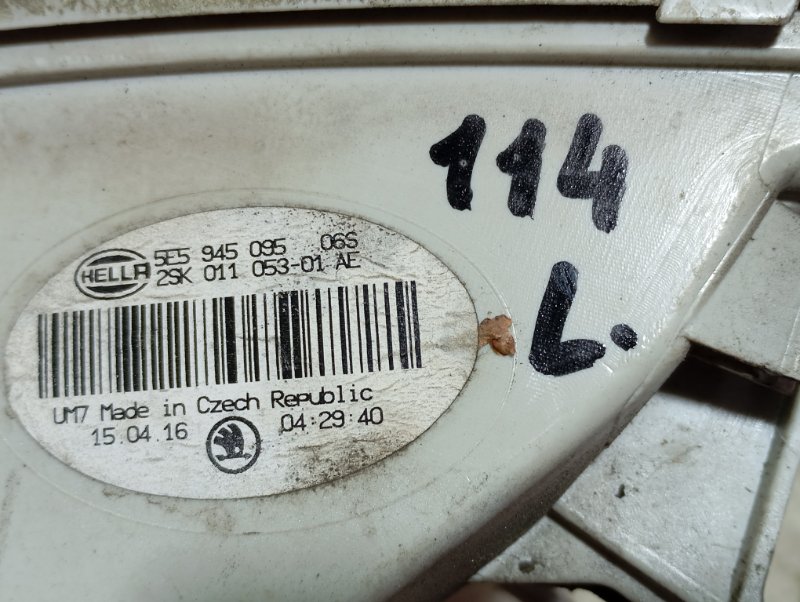 114
L.
HELLA
5E5 945 095 06S
2SK 011 053-01 AE
UM7 Made in Czech Republic
15.04.16 04:29:40